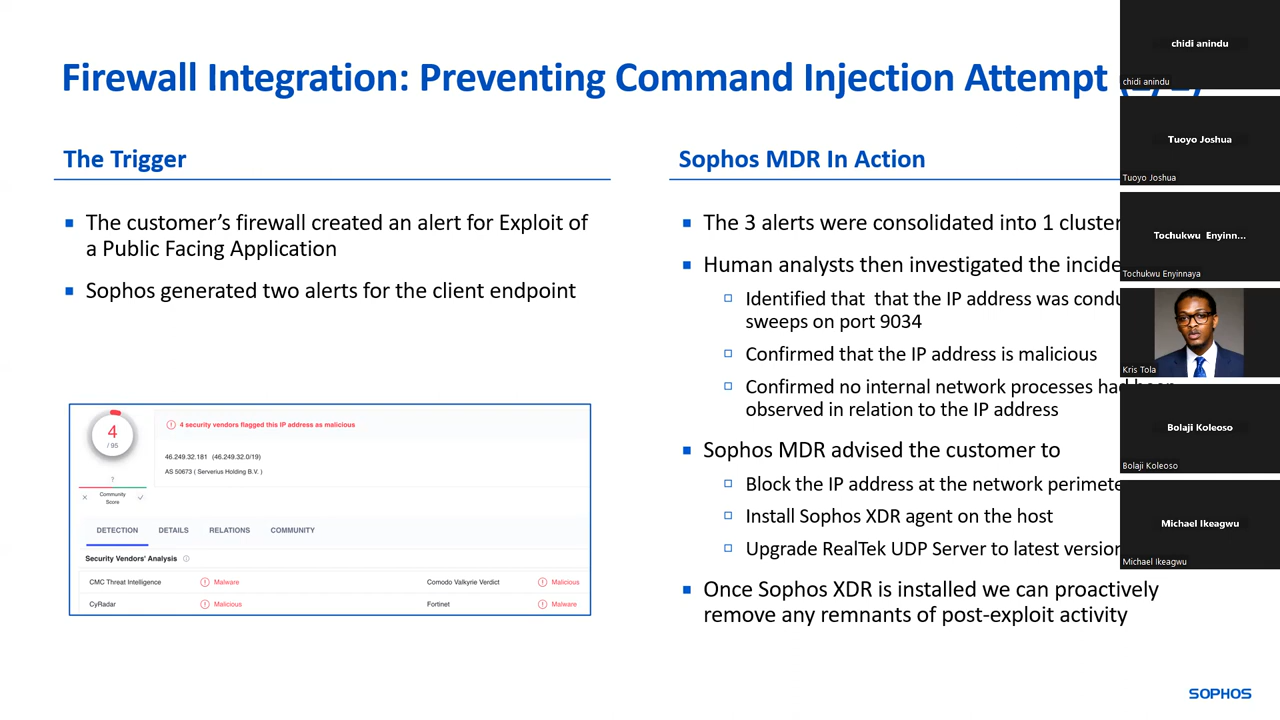 Firewall Integration: Preventing Command Injection Attempt
The Trigger
The customer’s firewall created an alert for Exploit of
a Public Facing Application
Sophos generated two alerts for the client endpoint
4
/ 95
?
Community
Score
4 security vendors flagged this IP address as malicious
46.249.32.181 (46.249.32.0/19)
AS 50673 ( Serverius Holding B.V. )
DETECTION DETAILS RELATIONS COMMUNITY
Security Vendors' Analysis
CMC Threat Intelligence Malware Comodo Valkyrie Verdict Malicious
CyRadar Malicious Fortinet Malware
Sophos MDR In Action
The 3 alerts were consolidated into 1 cluster
Human analysts then investigated the
Identified that that the IP address was
sweeps on port 9034
Confirmed that the IP address is malicious
Confirmed no internal network processes had been
observed in relation to the IP address
Sophos MDR advised the customer to
Block the IP address at the network
Install Sophos XDR agent on the host
Upgrade RealTek UDP Server to latest version
Once Sophos XDR is installed we can proactively
remove any remnants of post-exploit activity
SOPHOS
chidi anindu
chidi anindu
Tuoyo Joshua
Tuoyo Joshua
Tochukwu Enyinn...
Tochukwu Enyinnaya
Kris Tola
Bolaji Koleoso
Bolaji Koleoso
Michael Ikeagwu
Michael Ikeagwu